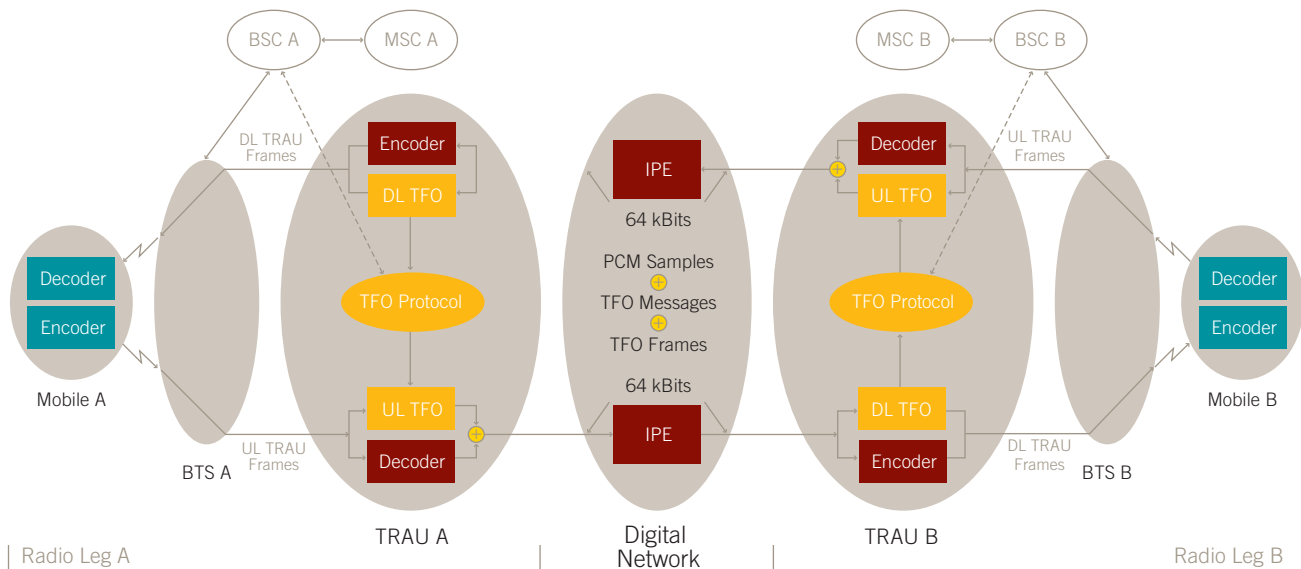 BSC A
MSC A
MSC B
BSC B
DL TRAU
Frames
Encoder
DL TFO
IPE
64 kBits
Decoder
UL TFO
UL TRAU
Frames
Decoder
Encoder
Mobile A
TFO Protocol
PCM Samples
+
TFO Messages
+
TFO Frames
TFO Protocol
Decoder
Encoder
Mobile B
UL TRAU
Frames
BTS A
UL TFO
Decoder
+
64 kBits
IPE
+
DL TFO
Encoder
DL TRAU
Frames
BTS B
TRAU A
Digital
Network
TRAU B
Radio Leg A
Radio Leg B